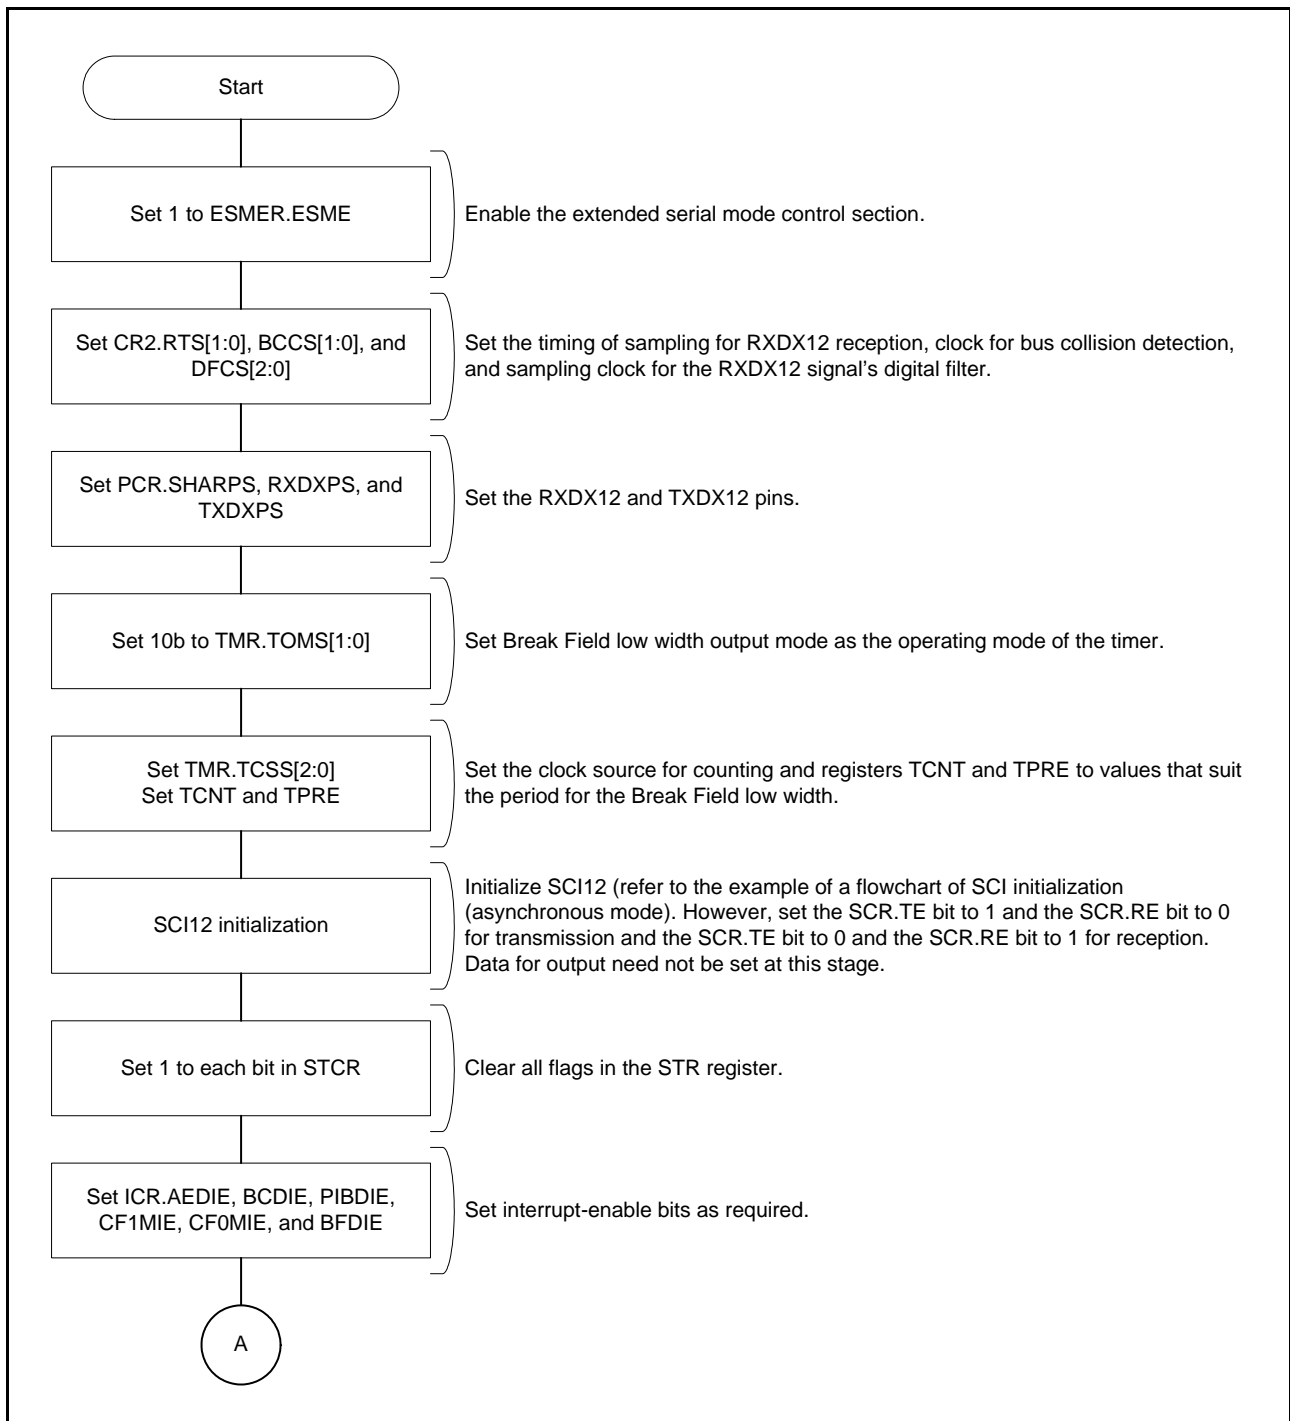 Start
Set 1 to ESMER.ESME
Enable the extended serial mode control section.
Set CR2.RTS[1:0], BCCS[1:0], and
DFCS[2:0]
Set the timing of sampling for RXDX12 reception, clock for bus collision detection,
and sampling clock for the RXDX12 signal’s digital filter.
Set PCR.SHARPS, RXDXPS, and
TXDXPS
Set the RXDX12 and TXDX12 pins.
Set 10b to TMR.TOMS[1:0]
Set Break Field low width output mode as the operating mode of the timer.
Set TMR.TCSS[2:0]
Set TCNT and TPRE
Set the clock source for counting and registers TCNT and TPRE to values that suit
the period for the Break Field low width.
SCI12 initialization
Initialize SCI12 (refer to the example of a flowchart of SCI initialization
(asynchronous mode). However, set the SCR.TE bit to 1 and the SCR.RE bit to 0
for transmission and the SCR.TE bit to 0 and the SCR.RE bit to 1 for reception.
Data for output need not be set at this stage.
Set 1 to each bit in STCR
Clear all flags in the STR register.
Set ICR.AEDIE, BCDIE, PIBDIE,
CF1MIE, CF0MIE, and BFDIE
Set interrupt-enable bits as required.
A